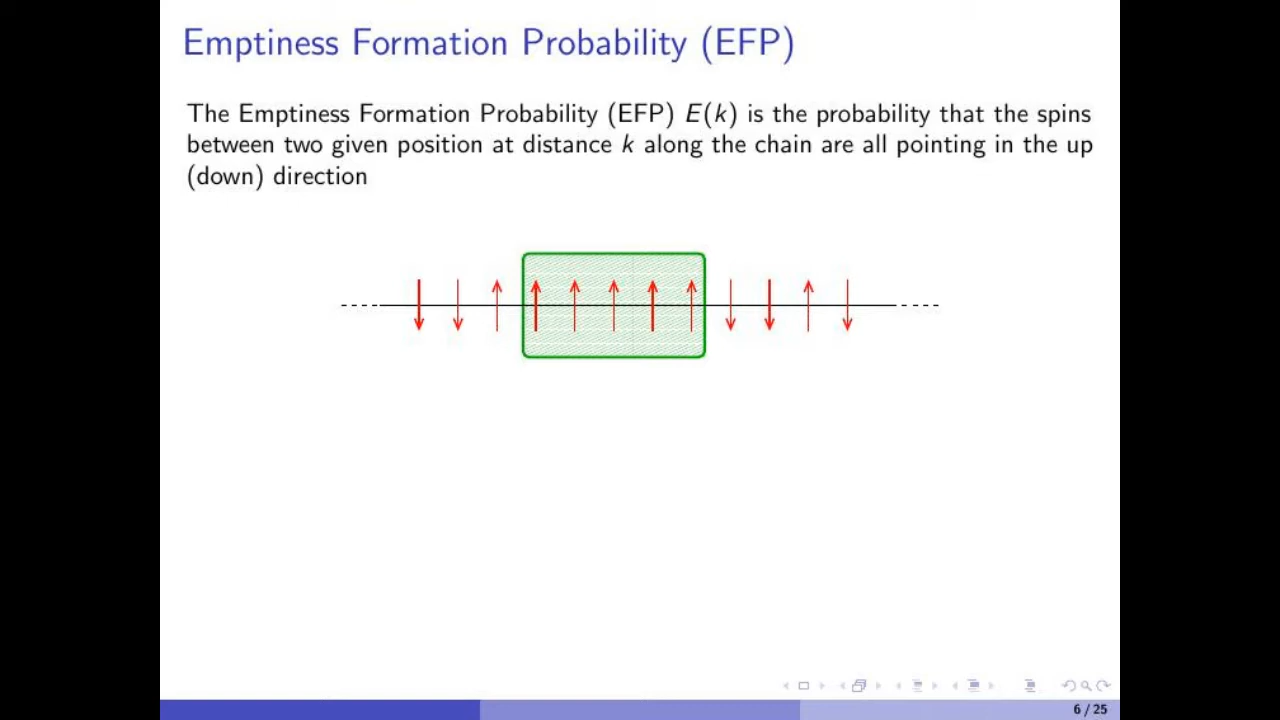 Emptiness Formation Probability (EFP)
The Emptiness Formation Probability (EFP) E(k) is the probability that the spins
between two given position at distance k along the chain are all pointing in the up
(down) direction
6 / 25